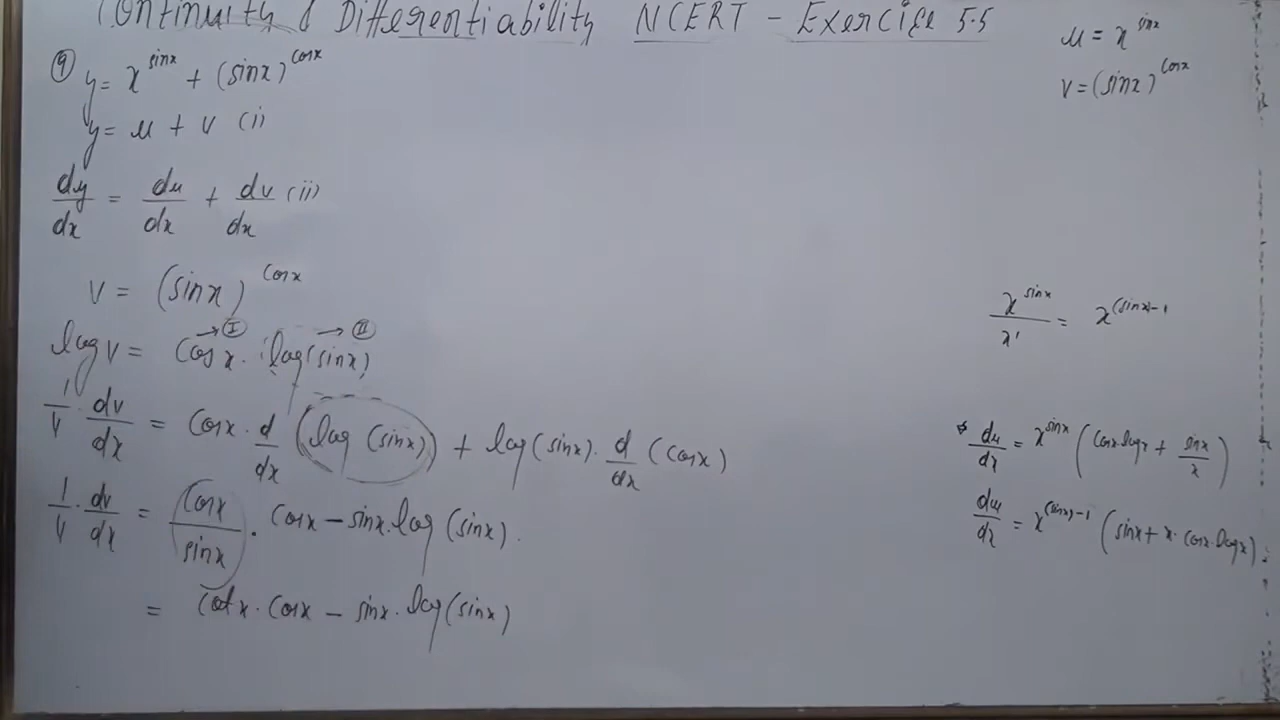 Continuity & Differentiability NCERT - Exercise 5.5
⑨ y = x^sinx + (sinx)^cosx
y = u + v (i)
dy/dx = du/dx + dv/dx (ii)
v = (sinx)^cosx
→ Ⅰ → Ⅱ
log v = cosx . log(sinx)
1/v . dv/dx = cosx . d/dx (log (sinx)) + log(sinx) . d/dx (cosx)
1/v . dv/dx = cosx/sinx . cosx - sinx . log (sinx).
= cotx . cosx - sinx . log(sinx)
u = x^sinx
v = (sinx)^cosx
x^sinx/x¹ = x^(sinx)-1
du/dx = x^sinx (cosx logx + sinx/x)
du/dx = x^(sinx)-1 (sinx + x . cosx . logx).